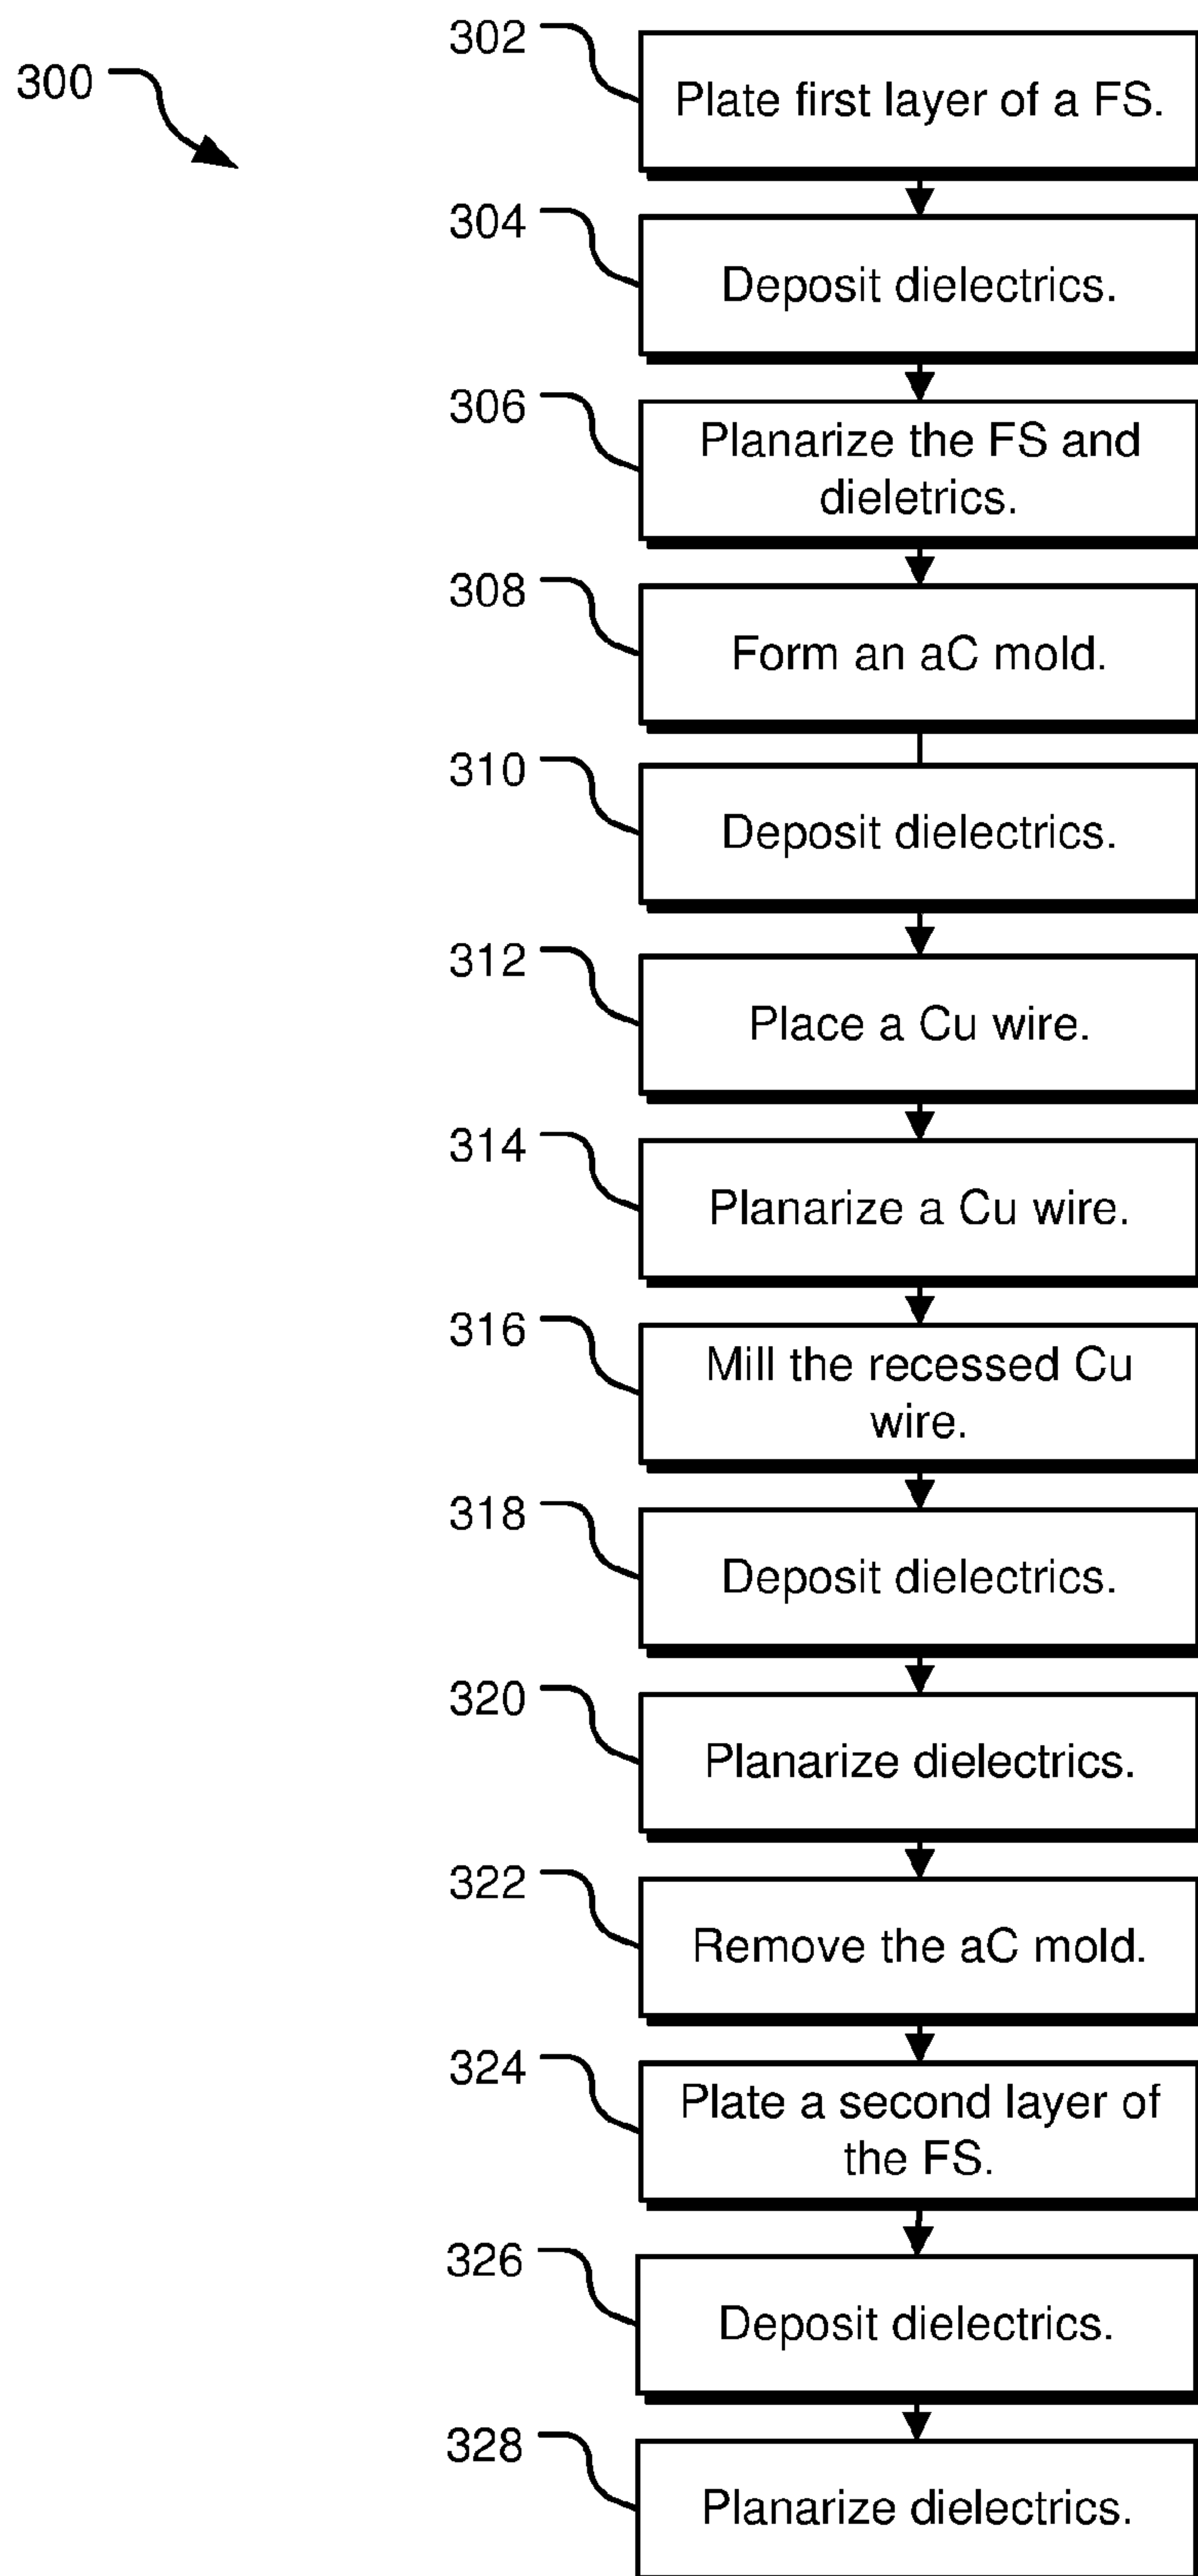 300
302
Plate first layer of a FS.
304
Deposit dielectrics.
306
Planarize the FS and
dieletrics.
308
Form an aC mold.
310
Deposit dielectrics.
312
Place a Cu wire.
314
Planarize a Cu wire.
316
Mill the recessed Cu
wire.
318
Deposit dielectrics.
320
Planarize dielectrics.
322
Remove the aC mold.
324
Plate a second layer of
the FS.
326
Deposit dielectrics.
328
Planarize dielectrics.